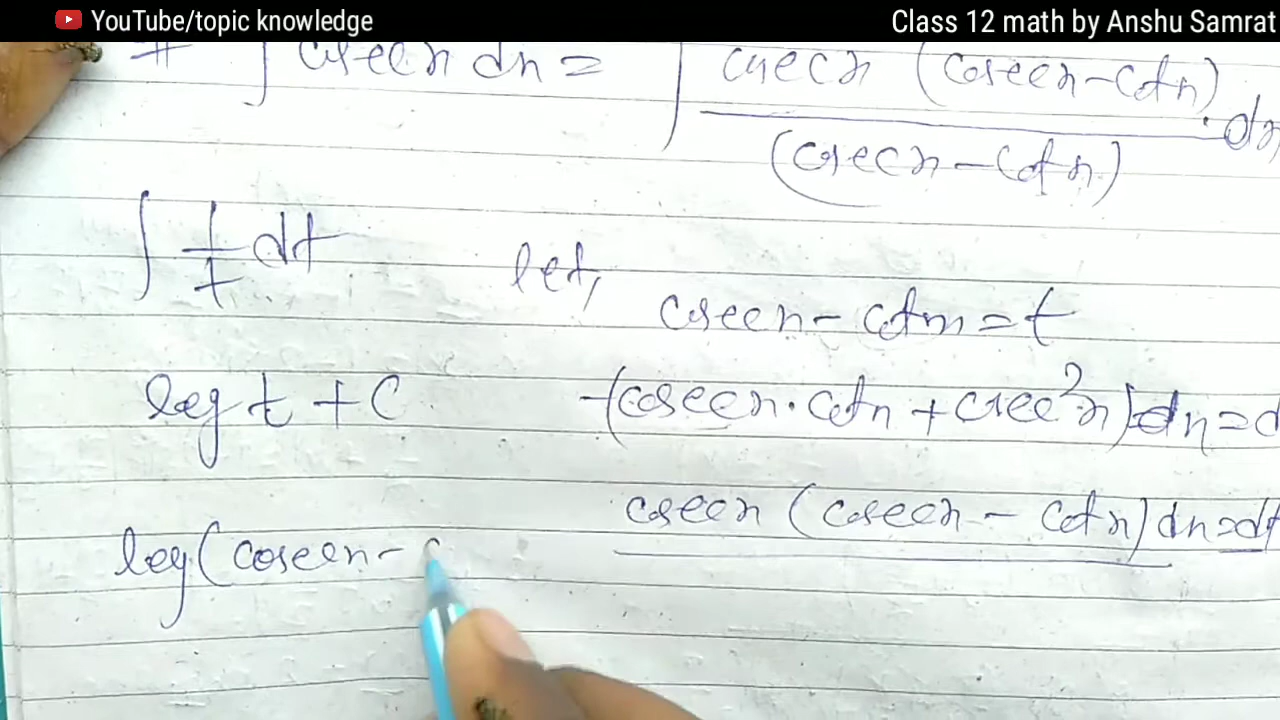 YouTube/topic knowledge
Class 12 math by Anshu Samrat
# ∫ cosecx dx = ∫ cosecx (cosecx - cotx) / (cosecx - cotx) . dx
∫ 1/t dt
let,
cosecx - cotx = t
log t + C
-(cosecx . cotx + cosec²x) dx = d
cosecx (cosecx - cotx) dx = dt
log(cosecx - c